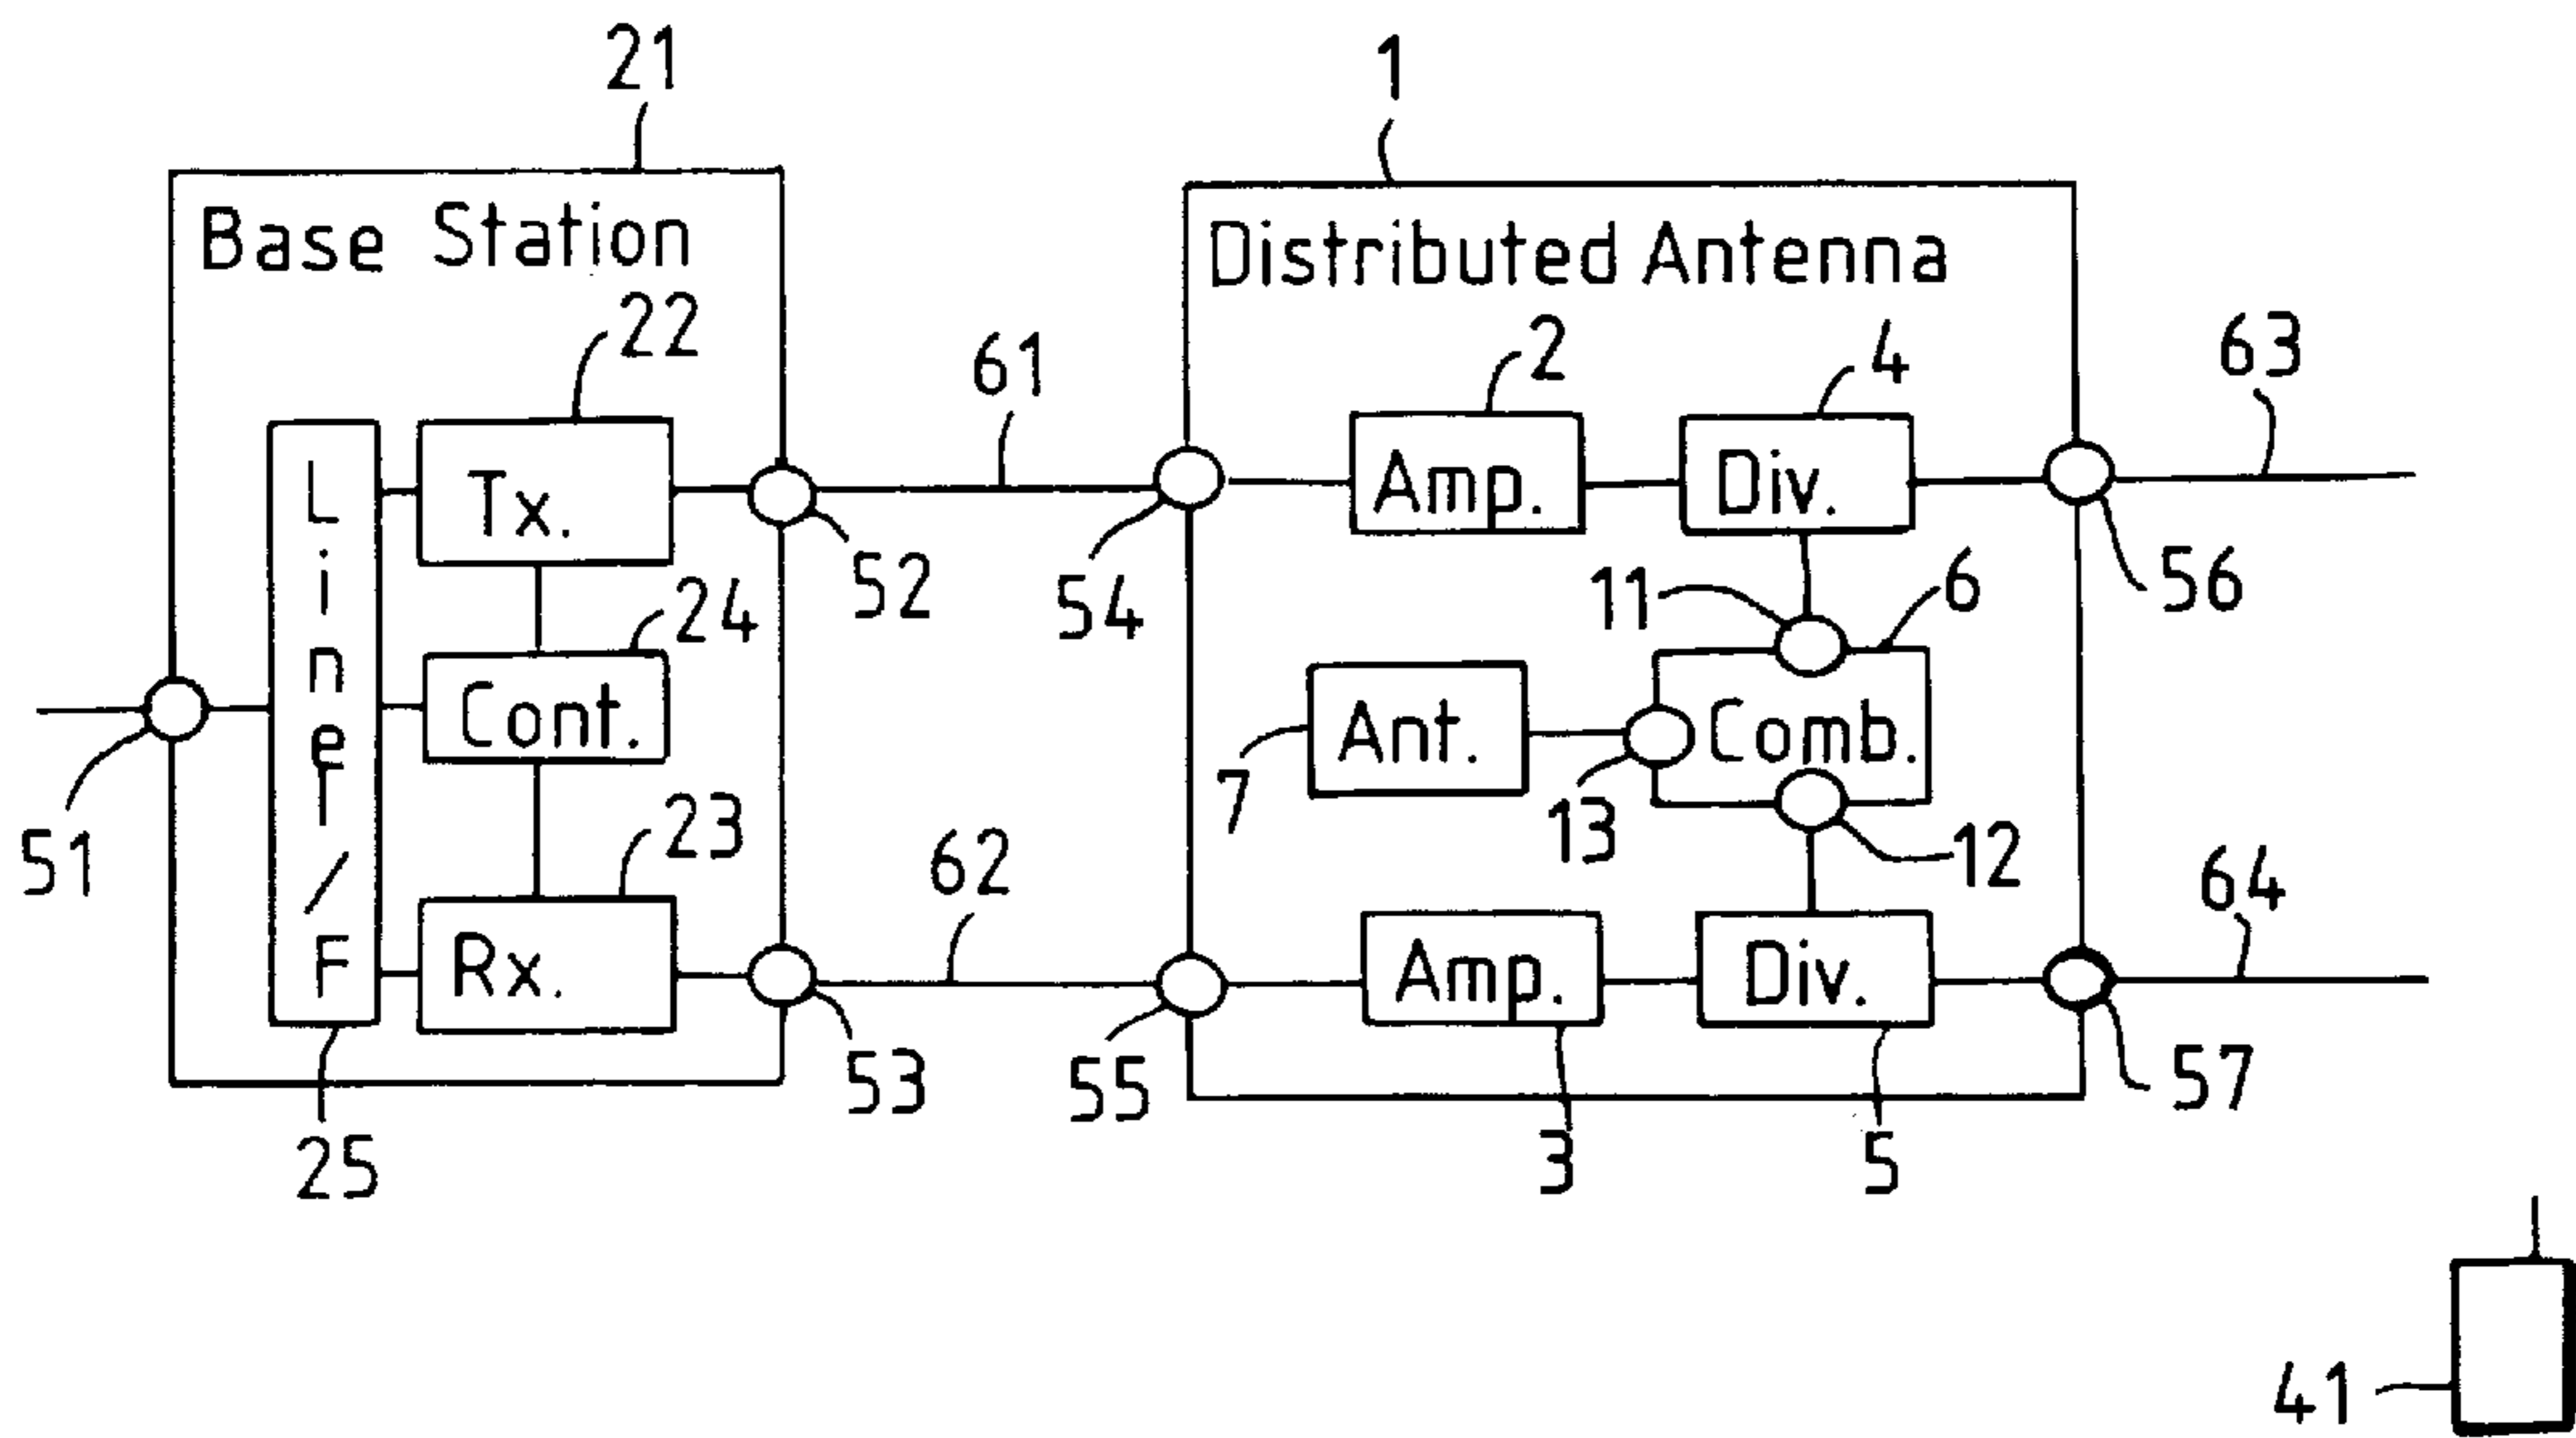 21
1
Base Station
Distributed Antenna
22
61
2
4
63
Tx.
52
54
Amp.
Div.
56
Line I/F
24
11
6
51
Cont.
7
Ant.
13
Comb.
12
23
62
64
Rx.
53
55
Amp.
Div.
57
25
3
5
41